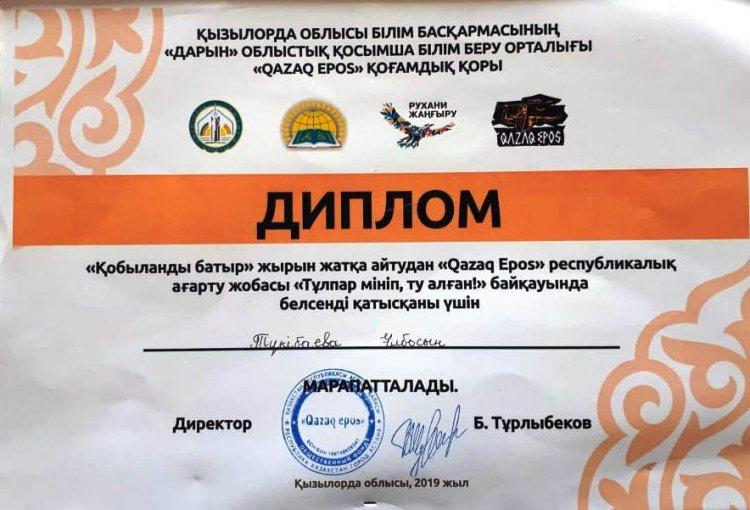 ҚЫЗЫЛОРДА ОБЛЫСЫ БІЛІМ БАСҚАРМАСЫНЫҢ
«ДАРЫН» ОБЛЫСТЫҚ ҚОСЫМША БІЛІМ БЕРУ ОРТАЛЫҒЫ
«QAZAQ EPOS» ҚОҒАМДЫҚ ҚОРЫ
РУХАНИ
ЖАҢҒЫРУ
QAZAQ EPOS
ДИПЛОМ
«Қобыланды батыр» жырын жатқа айтудан «Qazaq Epos» республикалық
ағарту жобасы «Тұлпар мініп, ту алған!» байқауында
белсенді қатысқаны үшін
Түкібаева Ұлбосын
МАРАПАТТАЛАДЫ.
Директор
«Qazaq epos»
Б. Тұрлыбеков
Қызылорда облысы, 2019 жыл